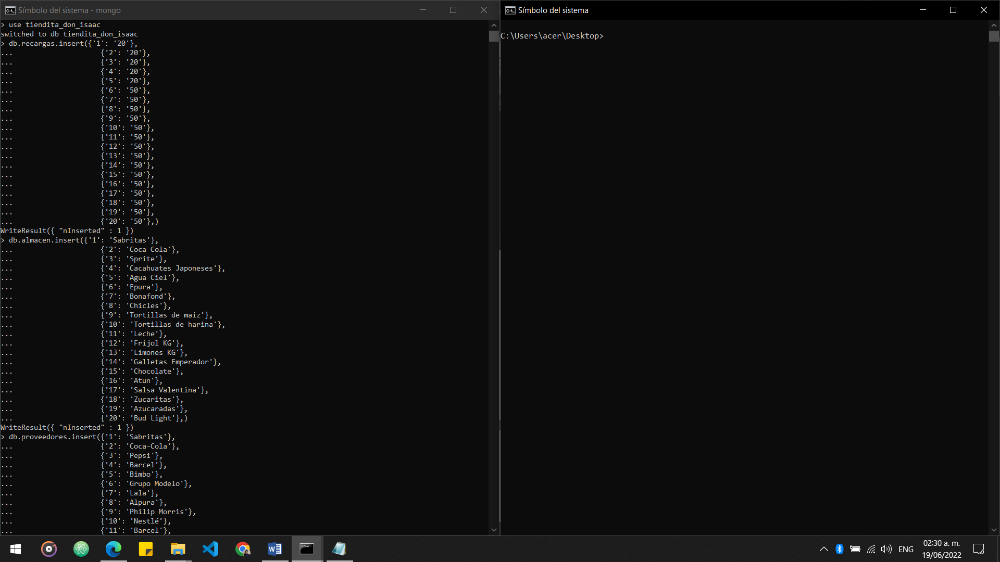 Símbolo del sistema - mongo
> use tiendita_don_isaac
switched to db tiendita_don_isaac
> db.recargas.insert({'1': '20'},
... {'2': '20'},
... {'3': '20'},
... {'4': '20'},
... {'5': '20'},
... {'6': '50'},
... {'7': '50'},
... {'8': '50'},
... {'9': '50'},
... {'10': '50'},
... {'11': '50'},
... {'12': '50'},
... {'13': '50'},
... {'14': '50'},
... {'15': '50'},
... {'16': '50'},
... {'17': '50'},
... {'18': '50'},
... {'19': '50'},
... {'20': '50'},)
WriteResult({ "nInserted" : 1 })
> db.almacen.insert({'1': 'Sabritas'},
... {'2': 'Coca Cola'},
... {'3': 'Sprite'},
... {'4': 'Cacahuates Japoneses'},
... {'5': 'Agua Ciel'},
... {'6': 'Epura'},
... {'7': 'Bonafond'},
... {'8': 'Chicles'},
... {'9': 'Tortillas de maiz'},
... {'10': 'Tortillas de harina'},
... {'11': 'Leche'},
... {'12': 'Frijol KG'},
... {'13': 'Limones KG'},
... {'14': 'Galletas Emperador'},
... {'15': 'Chocolate'},
... {'16': 'Atun'},
... {'17': 'Salsa Valentina'},
... {'18': 'Zucaritas'},
... {'19': 'Azucaradas'},
... {'20': 'Bud Light'},)
WriteResult({ "nInserted" : 1 })
> db.proveedores.insert({'1': 'Sabritas'},
... {'2': 'Coca-Cola'},
... {'3': 'Pepsi'},
... {'4': 'Barcel'},
... {'5': 'Bimbo'},
... {'6': 'Grupo Modelo'},
... {'7': 'Lala'},
... {'8': 'Alpura'},
... {'9': 'Philip Morris'},
... {'10': 'Nestlé'},
... {'11': 'Barcel'},
Símbolo del sistema
C:\Users\acer\Desktop>
ENG
02:30 a. m.
19/06/2022